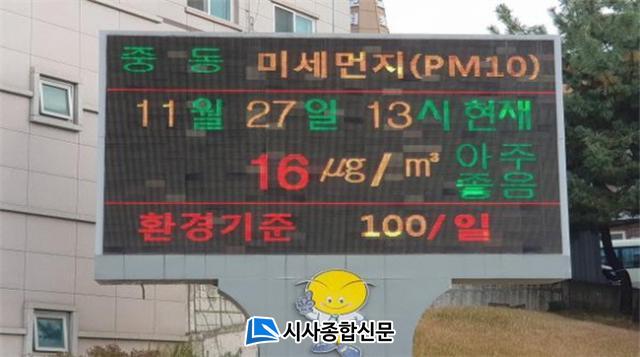 중동 미세먼지(PM10)
11월 27일 13시 현재
16 ㎍/㎥ 아주 좋음
환경기준 100/일
시사종합신문